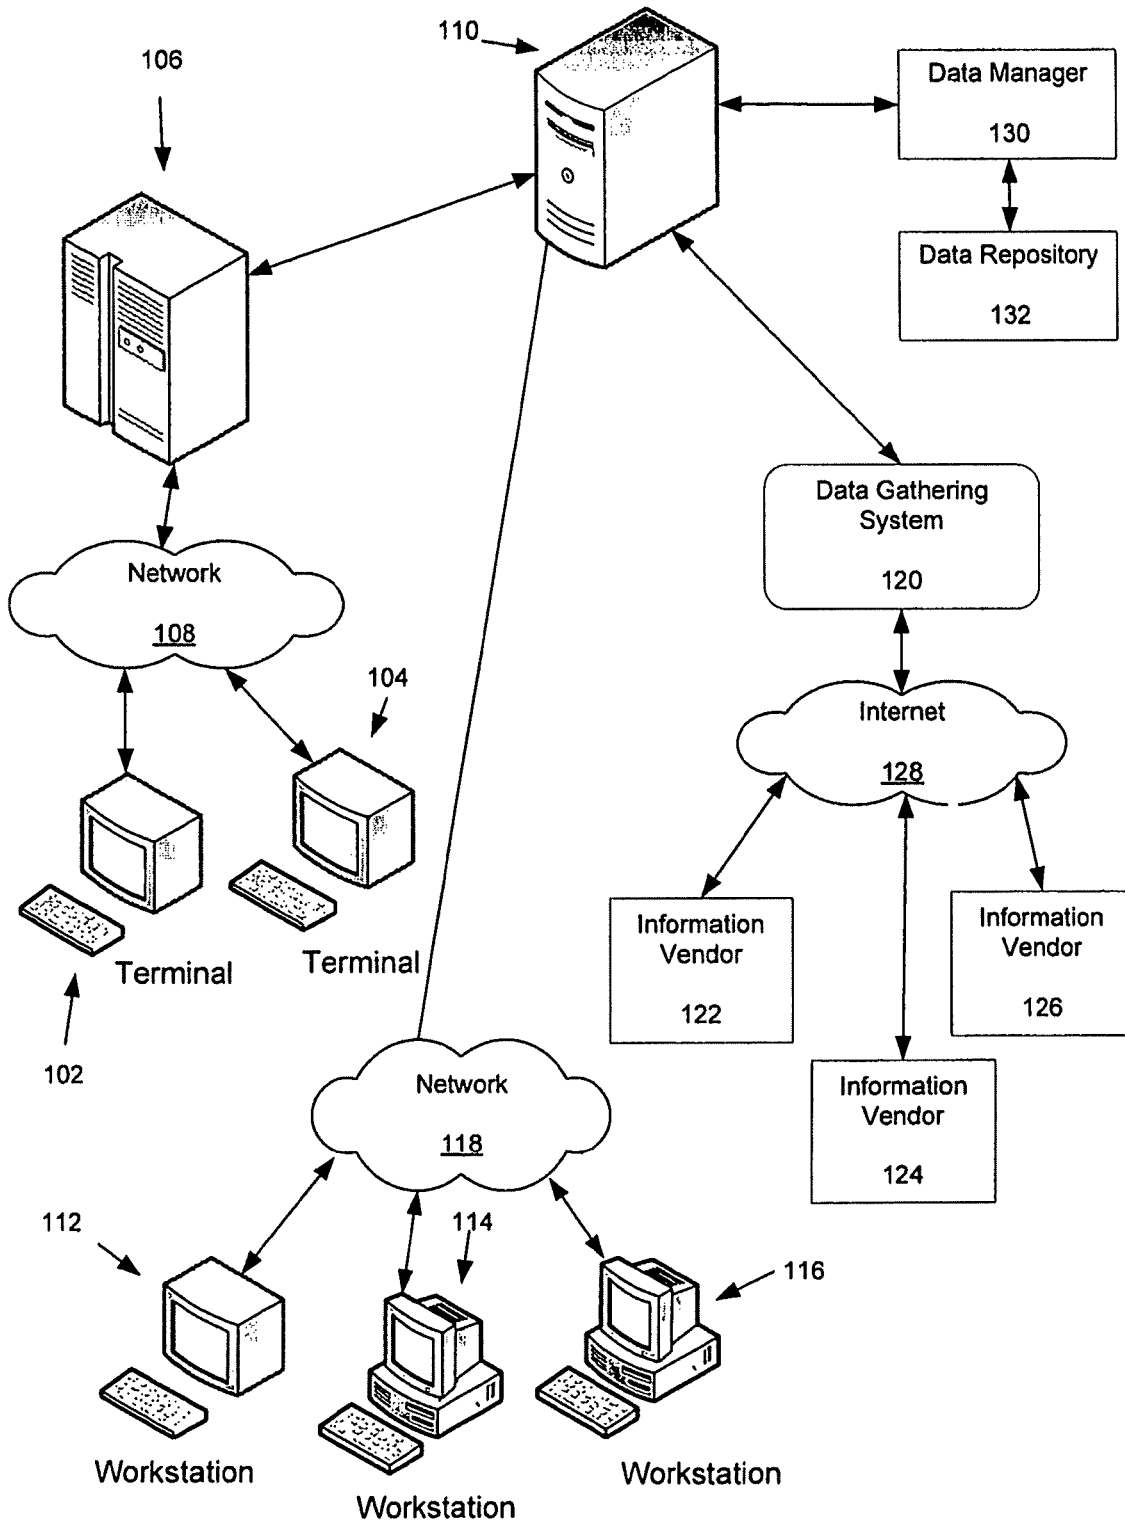 110
106
Data Manager
130
Data Repository
132
Data Gathering
System
120
Network
108
104
Internet
128
Terminal
Terminal
102
Information
Vendor
122
Information
Vendor
126
Information
Vendor
124
Network
118
112
114
116
Workstation
Workstation
Workstation